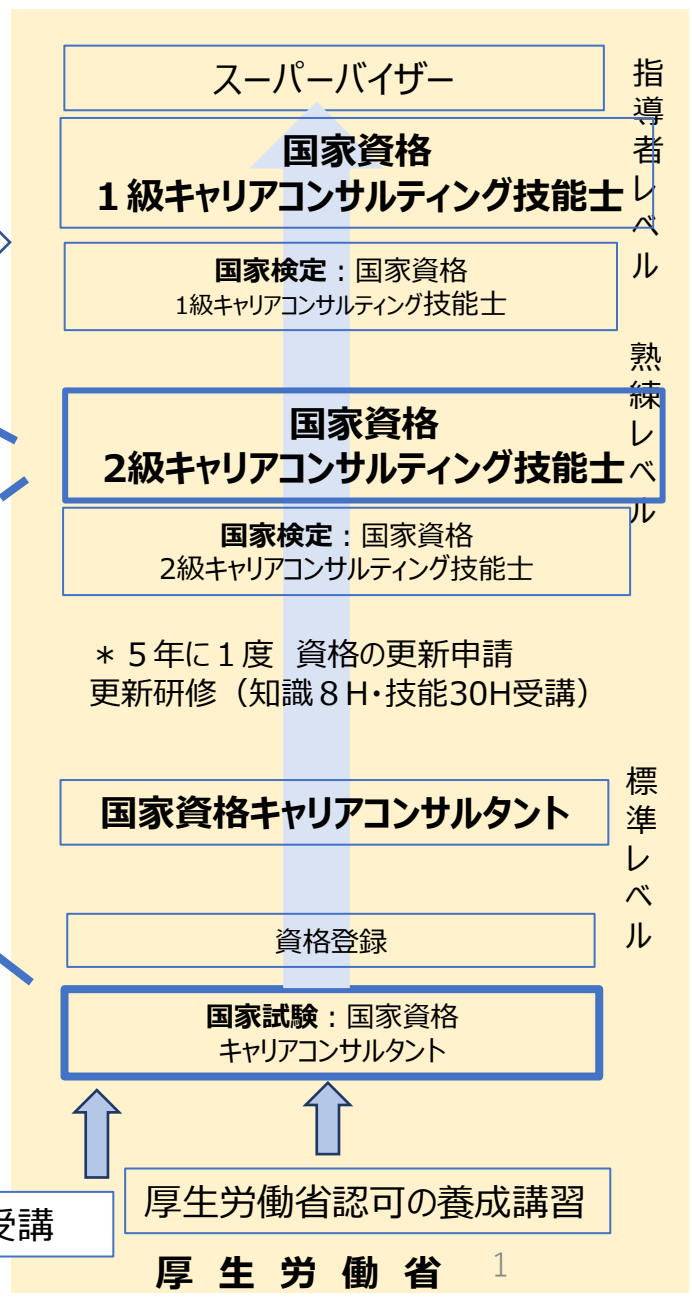 スーパーバイザー
指導者レベル
国家資格
１級キャリアコンサルティング技能士
国家検定：国家資格
1級キャリアコンサルティング技能士
熟練レベル
国家資格
2級キャリアコンサルティング技能士
国家検定：国家資格
2級キャリアコンサルティング技能士
＊５年に１度 資格の更新申請
更新研修（知識８H・技能30H受講）
標準レベル
国家資格キャリアコンサルタント
資格登録
国家試験：国家資格
キャリアコンサルタント
厚生労働省認可の養成講習
受講
厚 生 労 働 省
1